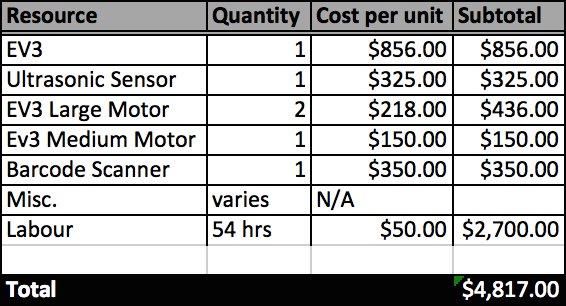 Resource Quantity Cost per unit Subtotal
EV3 1 $856.00 $856.00
Ultrasonic Sensor 1 $325.00 $325.00
EV3 Large Motor 2 $218.00 $436.00
Ev3 Medium Motor 1 $150.00 $150.00
Barcode Scanner 1 $350.00 $350.00
Misc. varies N/A
Labour 54 hrs $50.00 $2,700.00
Total $4,817.00